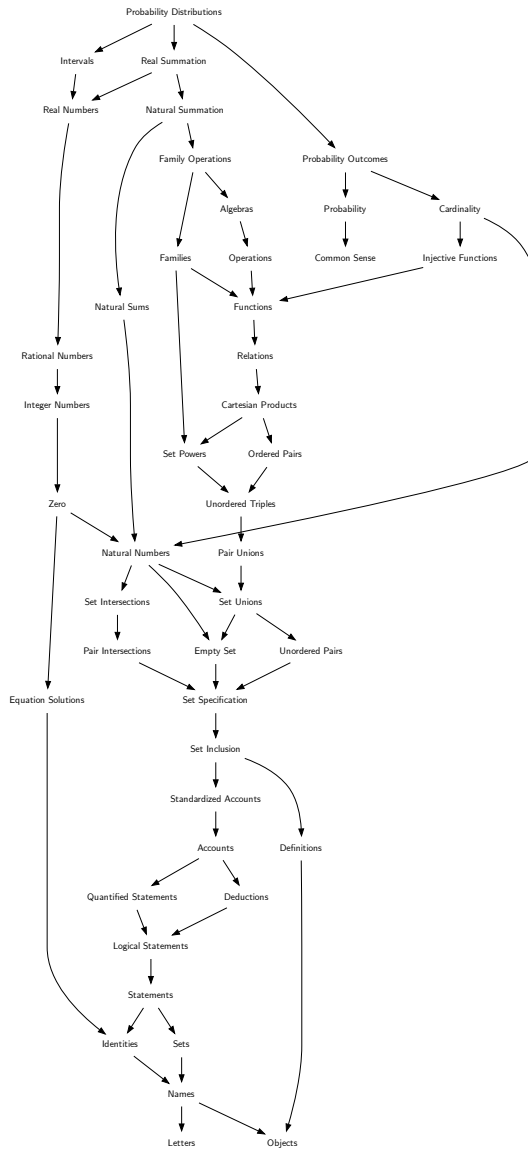 Probability Distributions
Intervals
Real Summation
Real Numbers
Natural Summation
Family Operations
Probability Outcomes
Algebras
Probability
Cardinality
Families
Operations
Common Sense
Injective Functions
Natural Sums
Functions
Rational Numbers
Relations
Integer Numbers
Cartesian Products
Set Powers
Ordered Pairs
Zero
Unordered Triples
Natural Numbers
Pair Unions
Set Intersections
Set Unions
Pair Intersections
Empty Set
Unordered Pairs
Equation Solutions
Set Specification
Set Inclusion
Standardized Accounts
Accounts
Definitions
Quantified Statements
Deductions
Logical Statements
Statements
Identities
Sets
Names
Letters
Objects